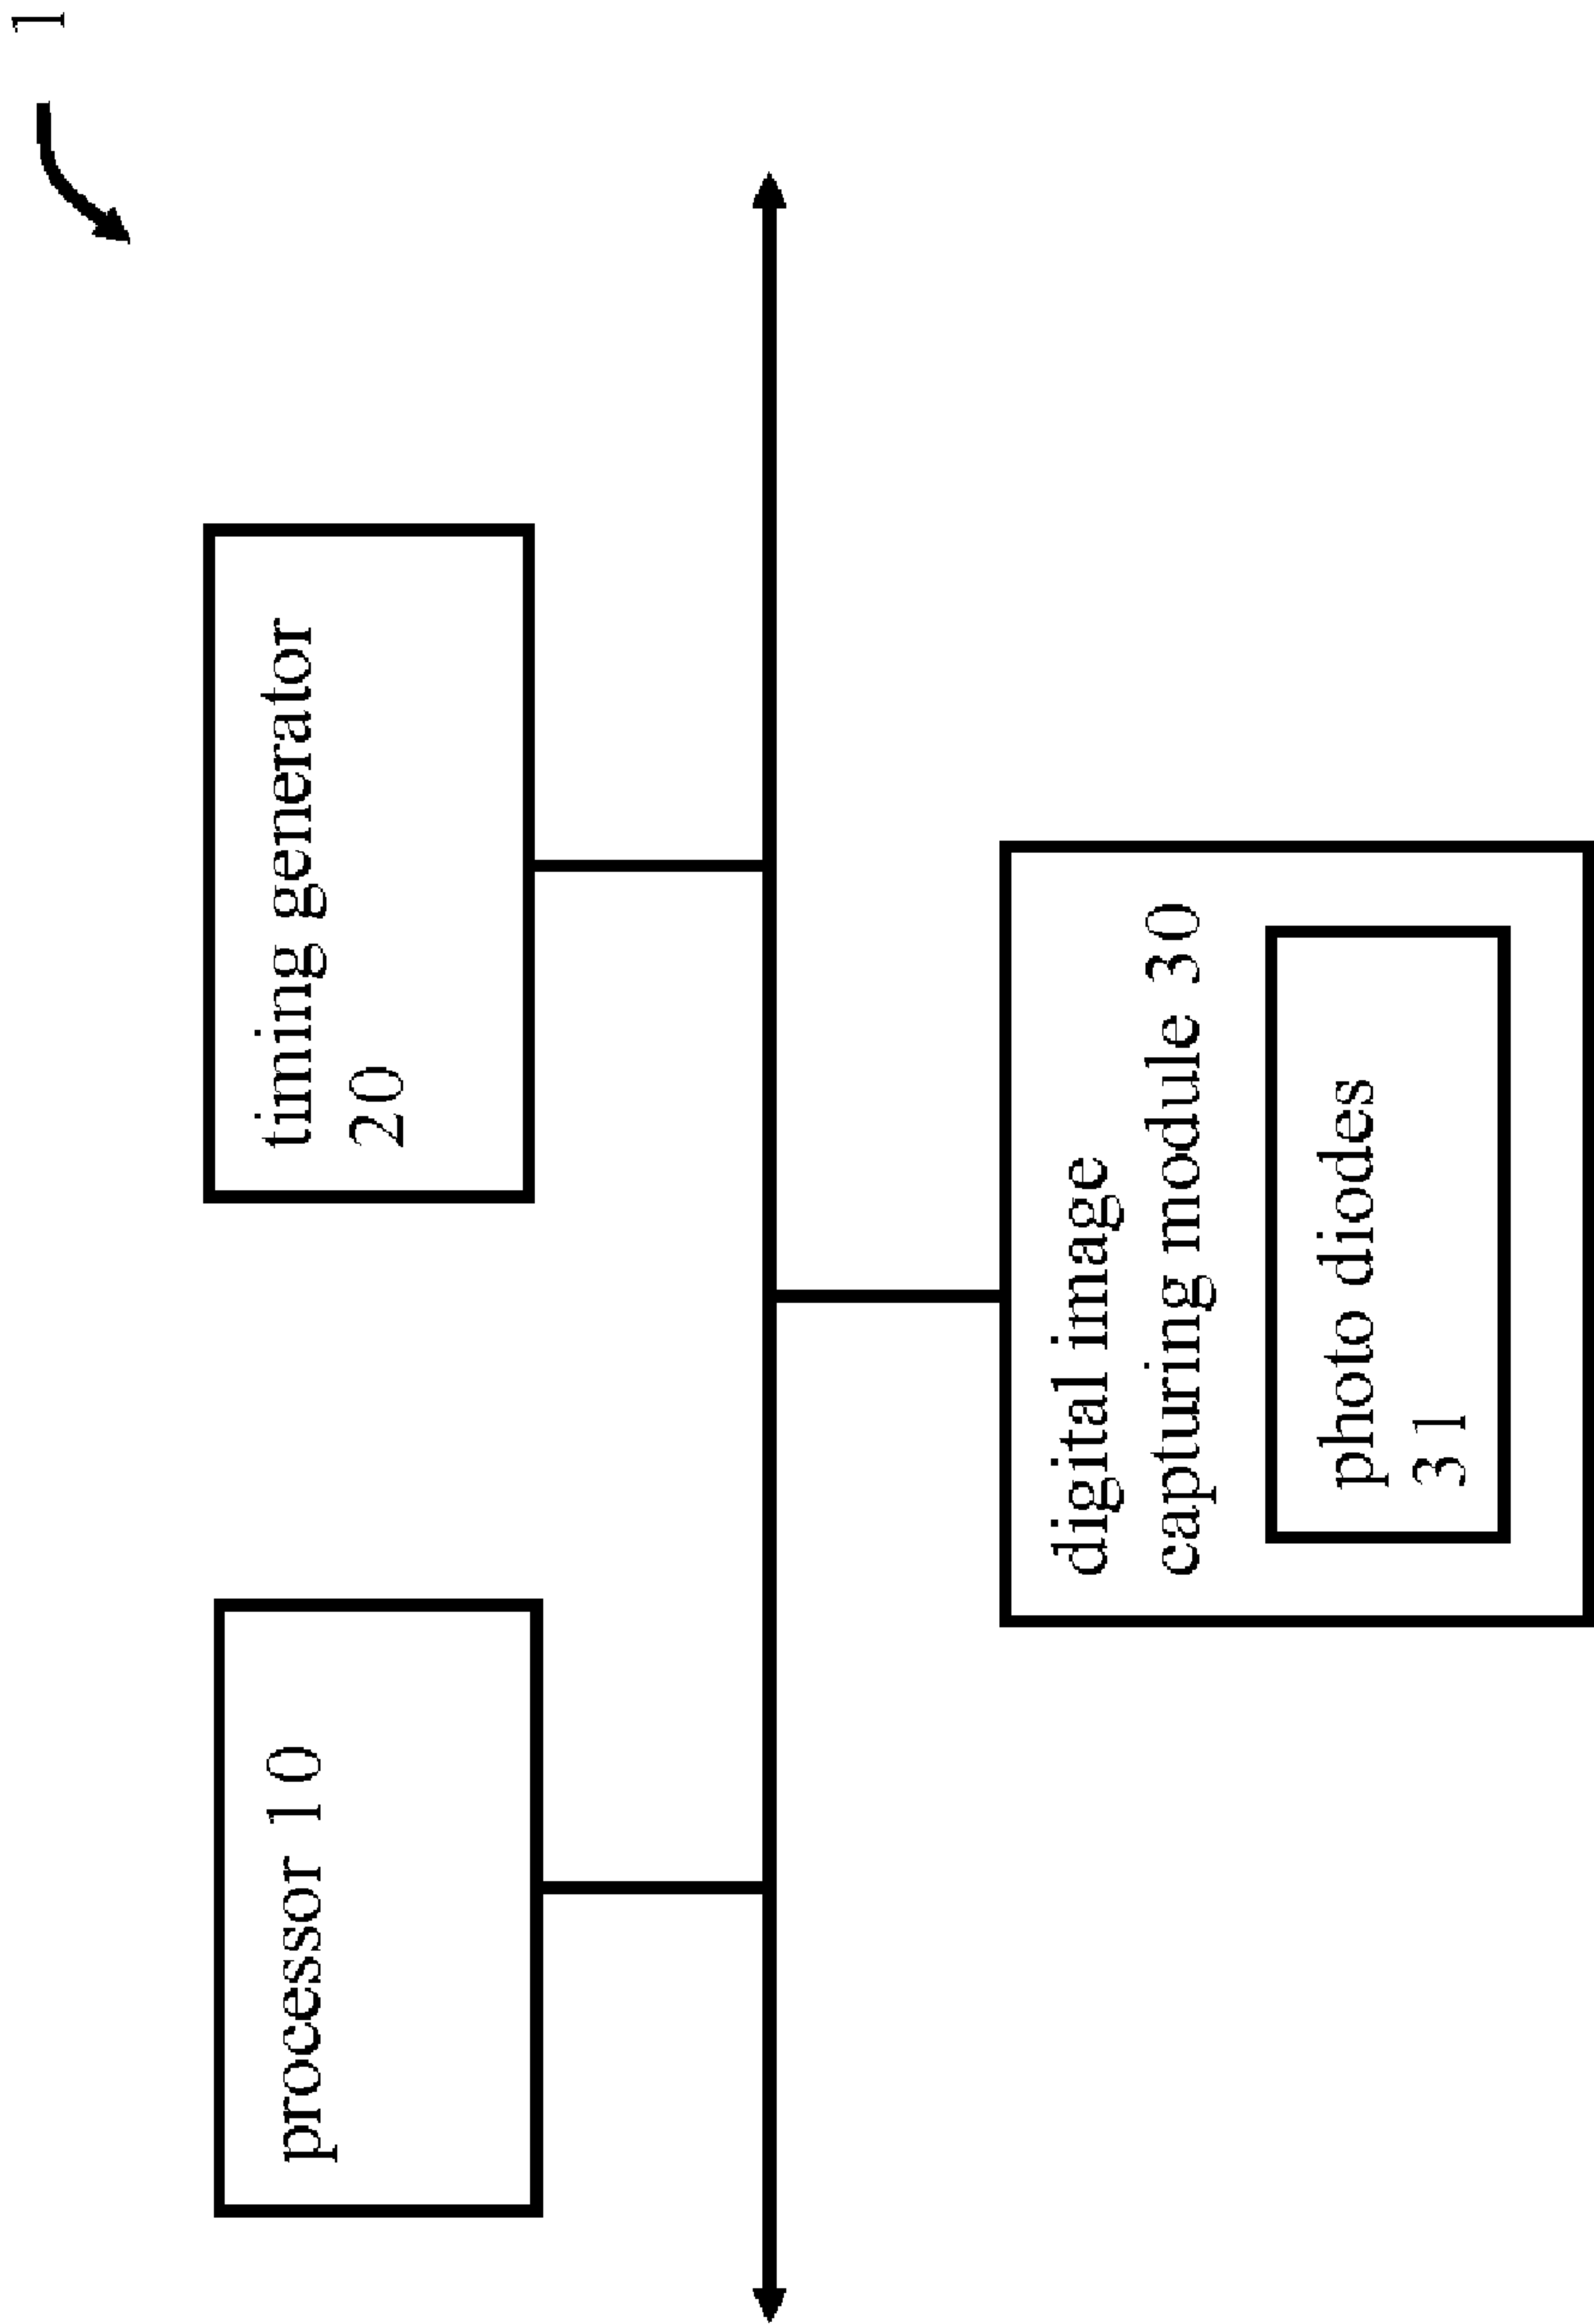 1
processor 10
timing generator
20
digital image
capturing module 30
photo diodes
31